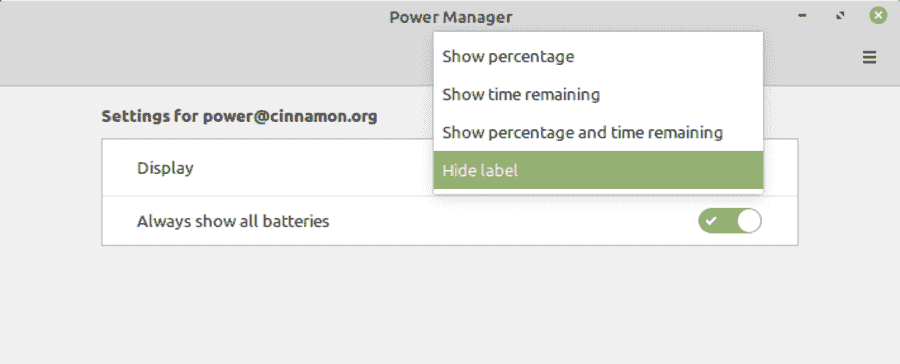 Power Manager
Show percentage
Show time remaining
Settings for power@cinnamon.org
Show percentage and time remaining
Display
Hide label
Always show all batteries